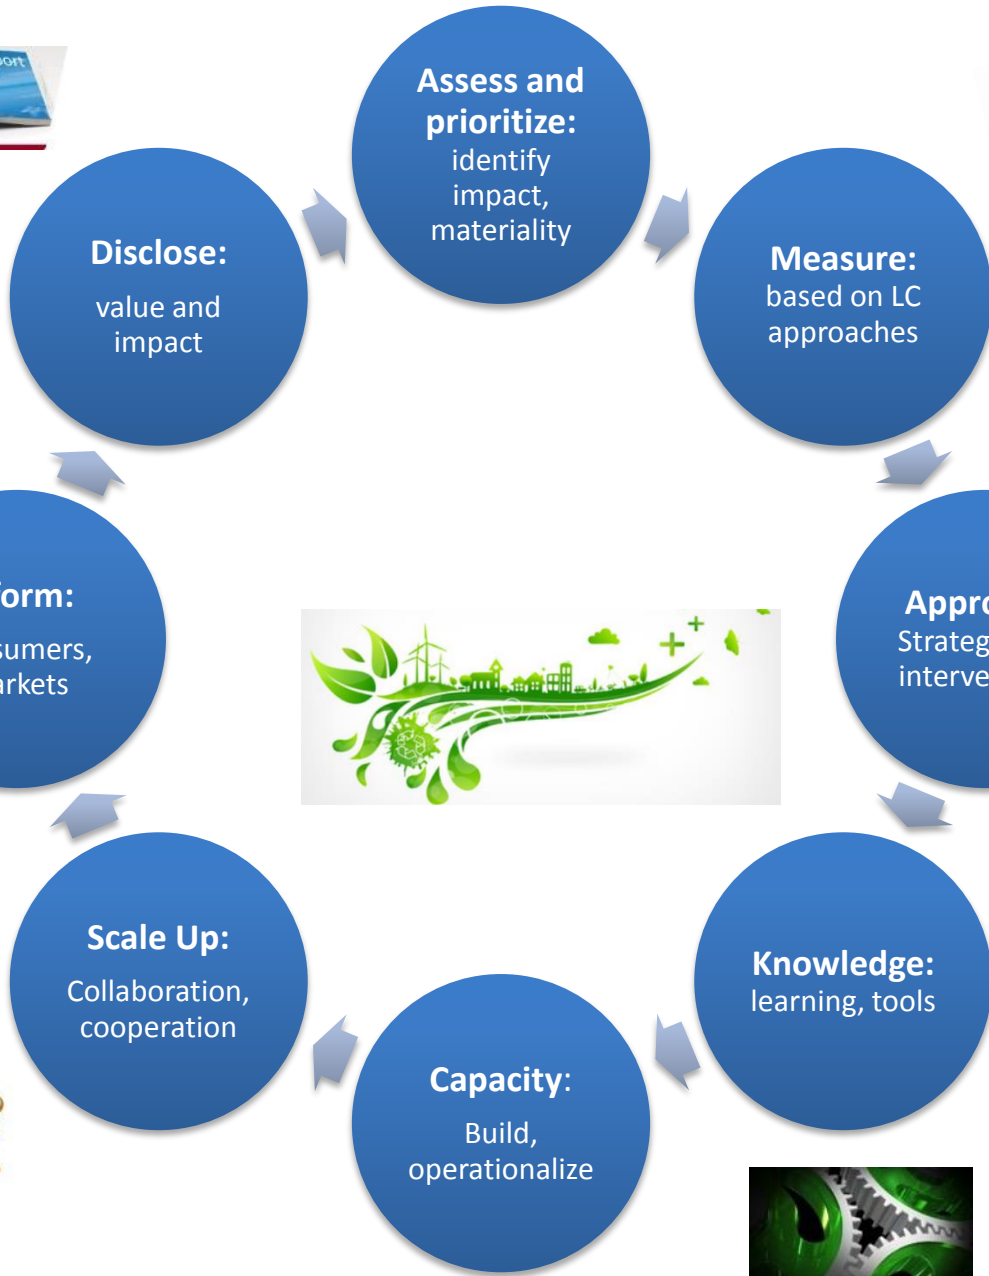 Assess and
prioritize:
identify
impact,
materiality
Measure:
based on LC
approaches
Knowledge:
learning, tools
Capacity:
Build,
operationalize
Scale Up:
Collaboration,
cooperation
Disclose:
value and
impact